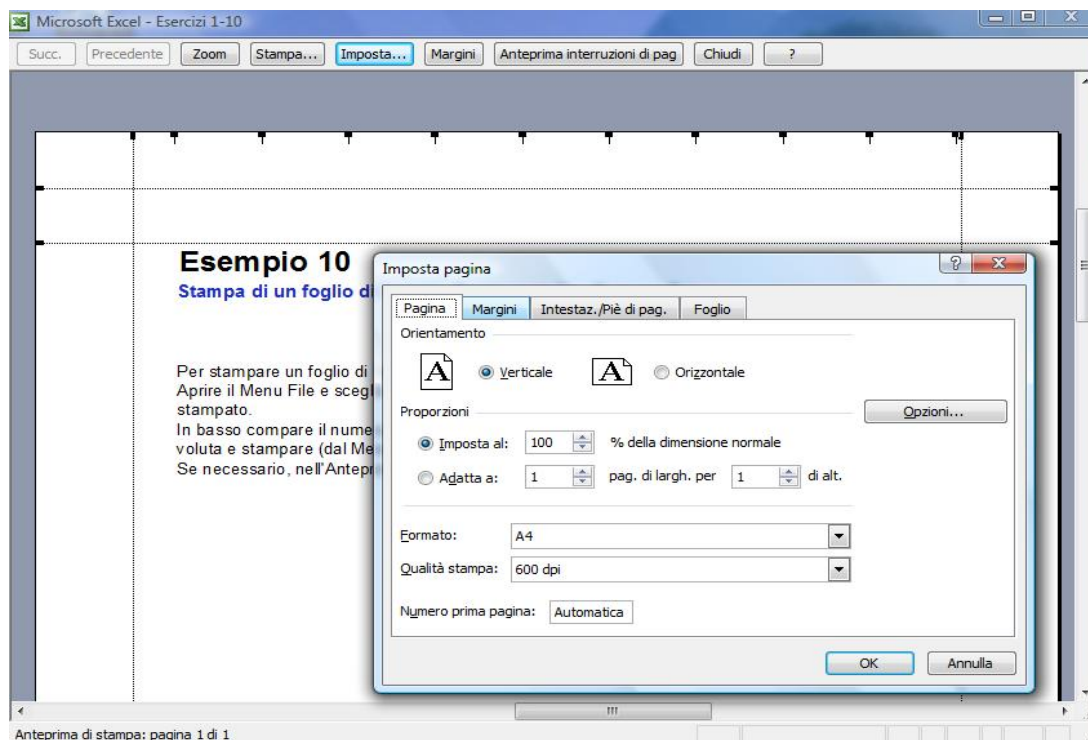 Microsoft Excel - Esercizi 1-10
Succ. Precedente Zoom Stampa... Imposta... Margini Anteprima interruzioni di pag Chiudi ?
Esempio 10
Stampa di un foglio di
Per stampare un foglio di
Aprire il Menu File e scegl
stampato.
In basso compare il nume
voluta e stampare (dal Me
Se necessario, nell'Antepr
Imposta pagina
Pagina Margini Intestaz./Piè di pag. Foglio
Orientamento
A Verticale A Orizzontale
Proporzioni
Opzioni...
Imposta al: 100 % della dimensione normale
Adatta a: 1 pag. di largh. per 1 di alt.
Formato: A4
Qualità stampa: 600 dpi
Numero prima pagina: Automatica
OK Annulla
Anteprima di stampa: pagina 1 di 1